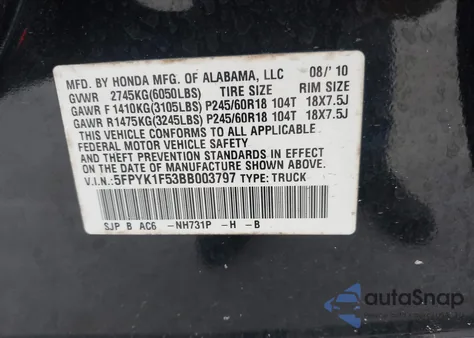 MFD. BY HONDA MFG. OF ALABAMA, LLC 08/'10
GVWR 2745KG(6050LBS) TIRE SIZE RIM SIZE
GAWR F 1410KG(3105LBS) P245/60R18 104T 18X7.5J
GAWR R1475KG(3245LBS) P245/60R18 104T 18X7.5J
THIS VEHICLE CONFORMS TO ALL APPLICABLE
FEDERAL MOTOR VEHICLE SAFETY
AND THEFT PREVENTION STANDARDS IN EFFECT ON THE
DATE OF MANUFACTURE SHOWN ABOVE.
V.I.N.: 5FPYK1F53BB003797 TYPE: TRUCK
SJP B AC6 -NH731P -H -B
autoSnap